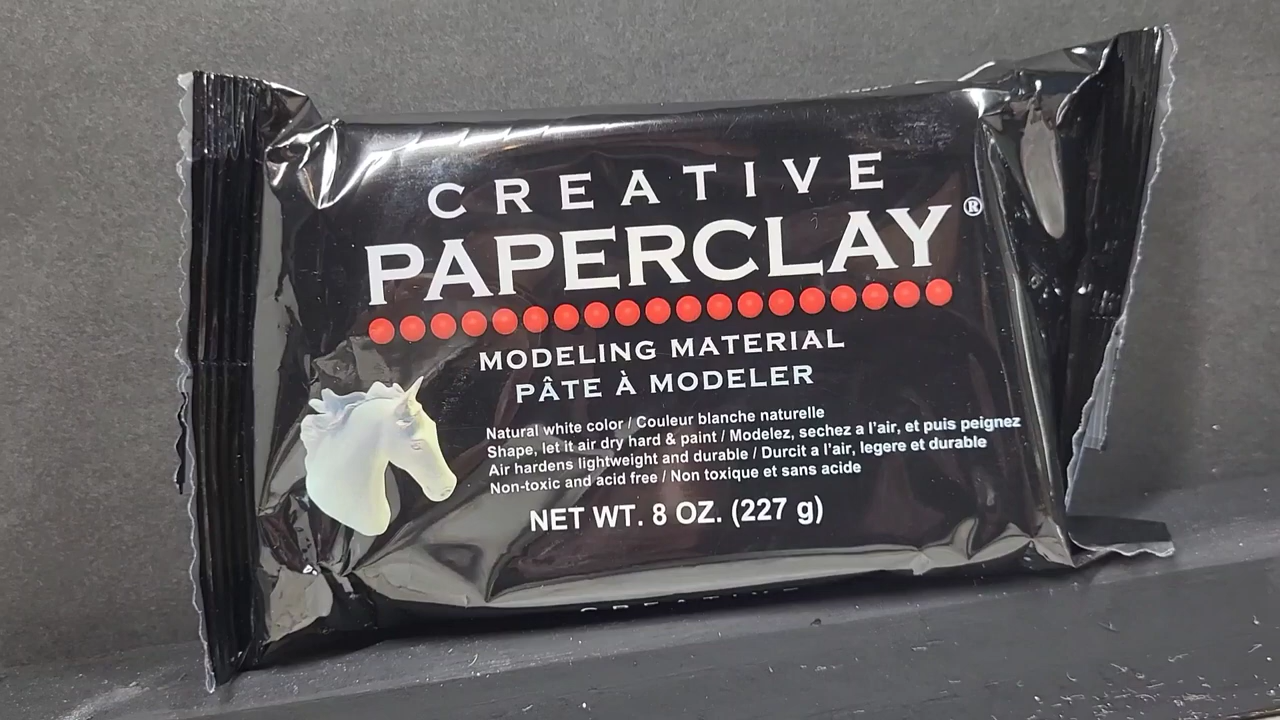 CREATIVE
PAPERCLAY®
MODELING MATERIAL
PÂTE À MODELER
Natural white color / Couleur blanche naturelle
Shape, let it air dry hard & paint / Modelez, sechez a l'air, et puis peignez
Air hardens lightweight and durable / Durcit a l'air, legere et durable
Non-toxic and acid free / Non toxique et sans acide
NET WT. 8 OZ. (227 g)
CREATIVE